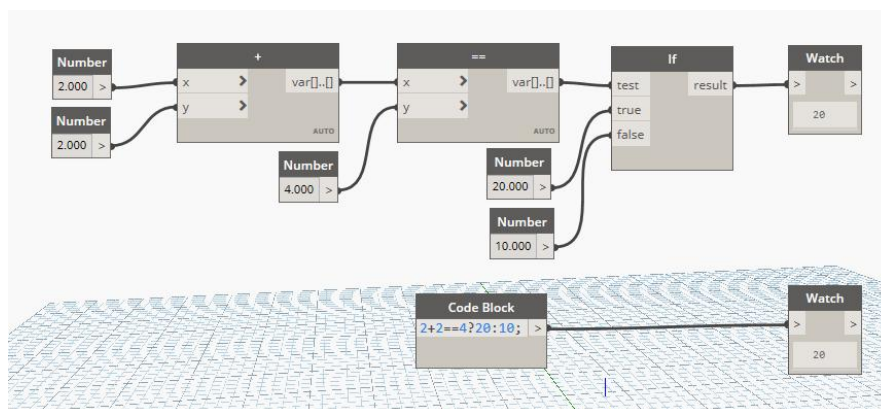 Number
2.000 >
Number
2.000 >
+
x > var[]..[]
y >
AUTO
Number
4.000 >
==
x > var[]..[]
y >
AUTO
Number
20.000 >
Number
10.000 >
If
test result
true
false
Watch
> >
20
Code Block
2+2==4?20:10; >
Watch
> >
20